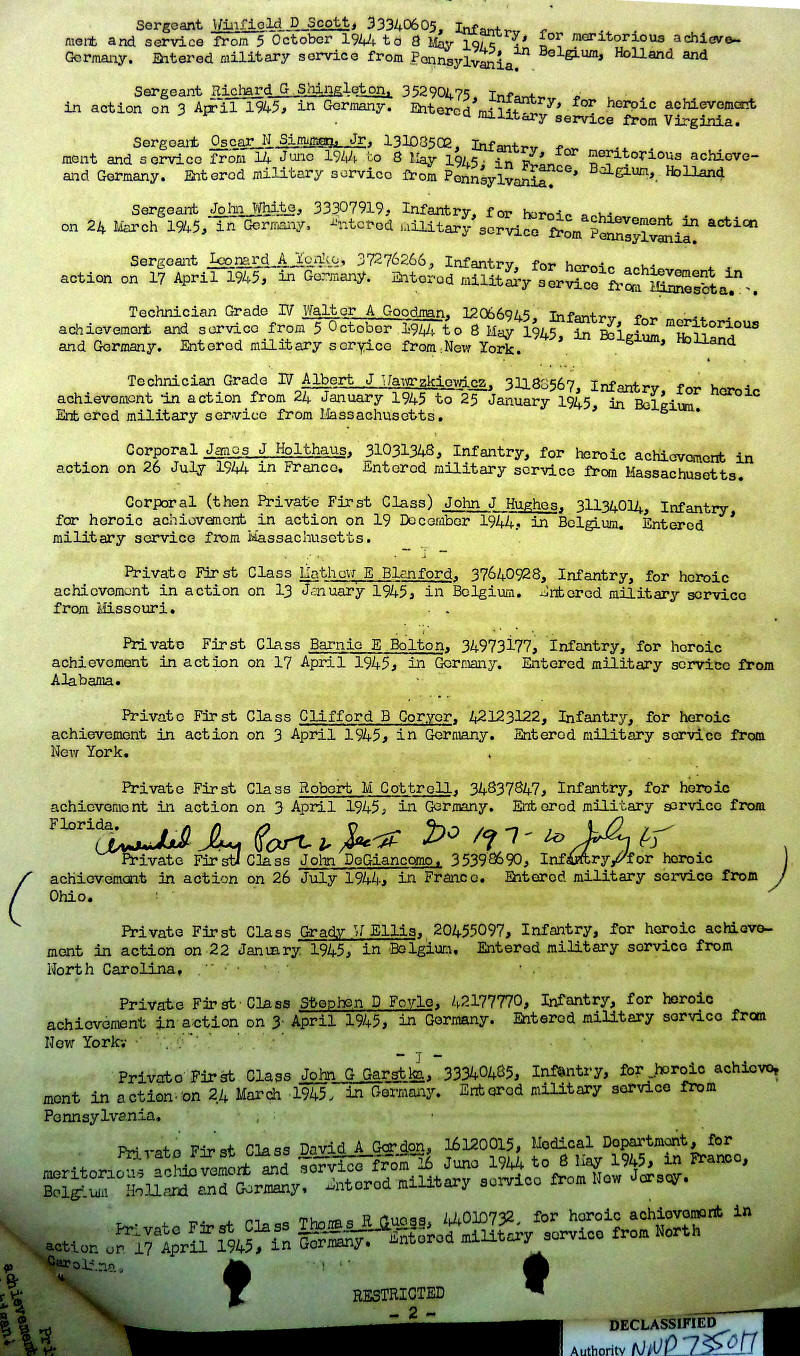 Sergeant Winfield D Scott, 33340605, Infantry, for meritorious achieve-
ment and service from 5 October 1944 to 8 May 1945, in Belgium, Holland and
Germany. Entered military service from Pennsylvania.
Sergeant Richard G Shingleton, 35290475, Infantry, for heroic achievement
in action on 3 April 1945, in Germany. Entered military service from Virginia.
Sergeant Oscar N Simmen, Jr, 13108502, Infantry, for meritorious achieve-
ment and service from 14 June 1944 to 8 May 1945, in France, Belgium, Holland
and Germany. Entered military service from Pennsylvania.
Sergeant John White, 33307919, Infantry, for heroic achievement in action
on 24 March 1945, in Germany. Entered military service from Pennsylvania.
Sergeant Leonard A 37276266, Infantry, for heroic achievement in
action on 17 April 1945, in Germany. Entered military service from Minnesota.
Technician Grade IV Walter A Goodman, 12066945, Infantry, for meritorious
achievement and service from 5 October 1944 to 8 May 1945, in Belgium, Holland
and Germany. Entered military service from New York.
Technician Grade IV Albert J Wawrzkiewicz, 31188567, Infantry, for heroic
achievement in action from 24 January 1945 to 25 January 1945, in Belgium.
Entered military service from Massachusetts.
Corporal James J Holthaus, 31031348, Infantry, for heroic achievement in
action on 26 July 1944 in France. Entered military service from Massachusetts.
Corporal (then Private First Class) John J Hughes, 31134014, Infantry,
for heroic achievement in action on 19 December 1944, in Belgium. Entered
military service from Massachusetts.
Private First Class Mathew E Blanford, 37640928, Infantry, for heroic
achievement in action on 13 January 1945, in Belgium. Entered military service
from Missouri.
Private First Class Barnie E Bolton, 34973177, Infantry, for heroic
achievement in action on 17 April 1945, in Germany. Entered military service from
Alabama.
Private First Class Clifford B Coryer, 42123122, Infantry, for heroic
achievement in action on 3 April 1945, in Germany. Entered military service from
New York.
Private First Class Robert M Cottrell, 34837847, Infantry, for heroic
achievement in action on 3 April 1945, in Germany. Entered military service from
Florida.
amended by Par 2 Sec II DO 197 - 20 July 45
Private First Class John DeGiancomo, 35398690, Infantry, for heroic
achievement in action on 26 July 1944, in France. Entered military service from
Ohio.
Private First Class Grady W Ellis, 20455097, Infantry, for heroic achieve-
ment in action on 22 January 1945, in Belgium. Entered military service from
North Carolina.
Private First Class Stephen D Foyle, 42177770, Infantry, for heroic
achievement in action on 3 April 1945, in Germany. Entered military service from
New York.
- I -
Private First Class John G Garstka, 33340485, Infantry, for heroic achieve-
ment in action on 24 March 1945, in Germany. Entered military service from
Pennsylvania.
Private First Class David A Gordon, 16120015, Medical Department, for
meritorious achievement and service from 16 June 1944 to 8 May 1945, in France,
Belgium Holland and Germany. Entered military service from New Jersey.
Private First Class Thomas R Guess, 44010732, for heroic achievement in
action on 17 April 1945, in Germany. Entered military service from North
Carolina.
RESTRICTED
- 2 -
DECLASSIFIED
Authority NND 735017